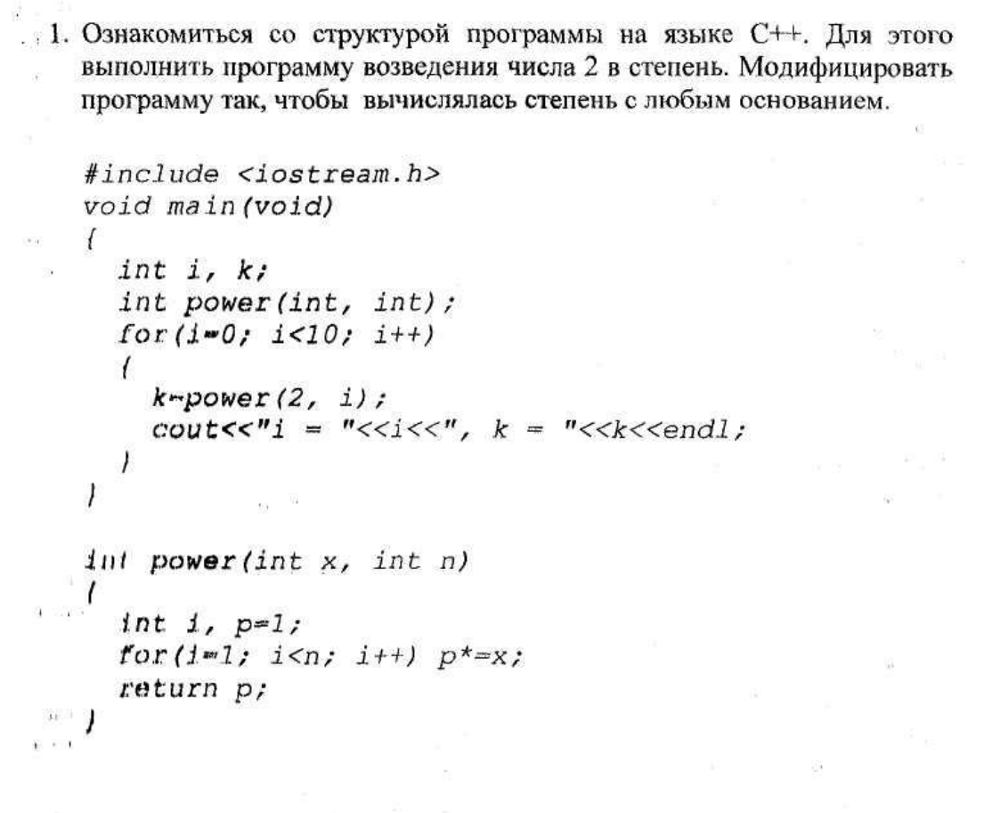 1. Ознакомиться со структурой программы на языке C++. Для этого
выполнить программу возведения числа 2 в степень. Модифицировать
программу так, чтобы вычислялась степень с любым основанием.
#include <iostream.h>
void main(void)
{
int i, k;
int power(int, int);
for(i=0; i<10; i++)
{
k=power(2, i);
cout<<"i = "<<i<<", k = "<<k<<endl;
}
}
int power(int x, int n)
{
int i, p=1;
for(i=1; i<n; i++) p*=x;
return p;
}